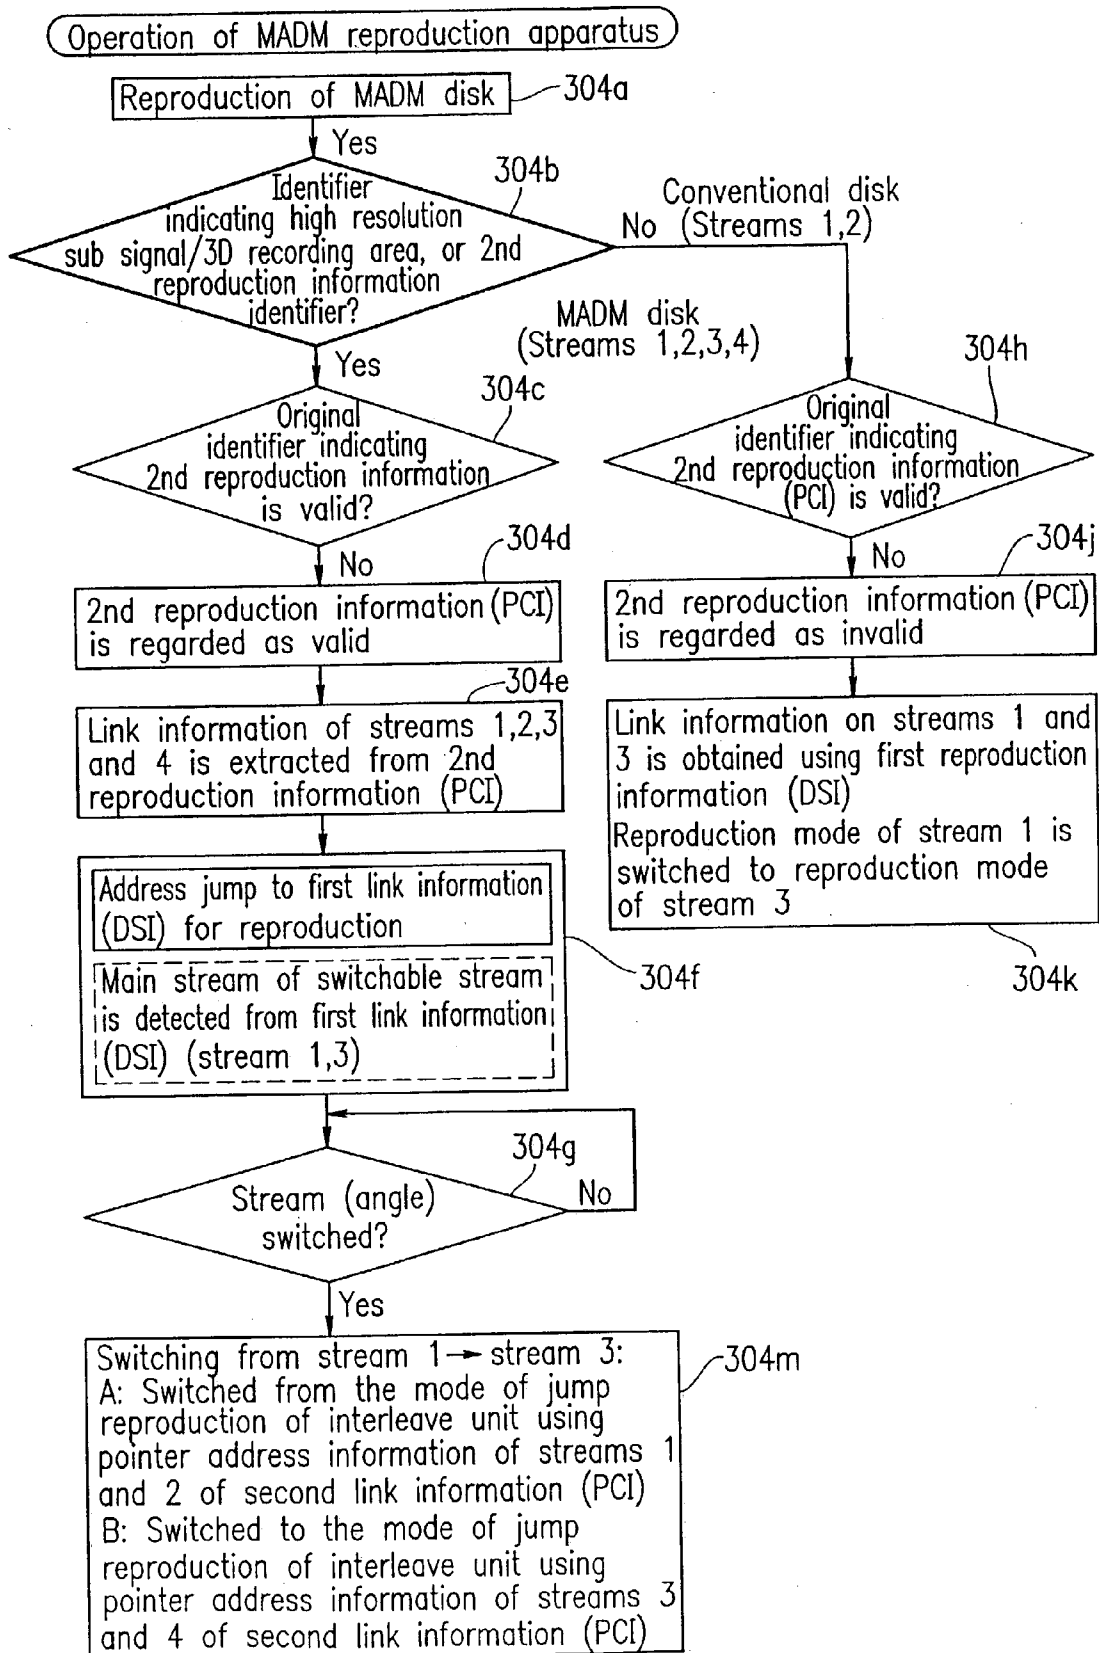 Operation of MADM reproduction apparatus
Reproduction of MADM disk
304a
Yes
304b
Identifier
indicating high resolution
sub signal/3D recording area, or 2nd
reproduction information
identifier?
Conventional disk
No (Streams 1,2)
MADM disk
(Streams 1,2,3,4)
Yes
304c
Original
identifier indicating
2nd reproduction information
is valid?
304h
Original
identifier indicating
2nd reproduction information
(PCI) is valid?
No
304d
2nd reproduction information (PCI)
is regarded as valid
No
304j
2nd reproduction information (PCI)
is regarded as invalid
304e
Link information of streams 1,2,3
and 4 is extracted from 2nd
reproduction information (PCI)
Link information on streams 1 and
3 is obtained using first reproduction
information (DSI)
Reproduction mode of stream 1 is
switched to reproduction mode
of stream 3
304k
Address jump to first link information
(DSI) for reproduction
Main stream of switchable stream
is detected from first link information
(DSI) (stream 1,3)
304f
304g
Stream (angle)
switched?
No
Yes
Switching from stream 1→ stream 3:
A: Switched from the mode of jump
reproduction of interleave unit using
pointer address information of streams 1
and 2 of second link information (PCI)
B: Switched to the mode of jump
reproduction of interleave unit using
pointer address information of streams 3
and 4 of second link information (PCI)
304m